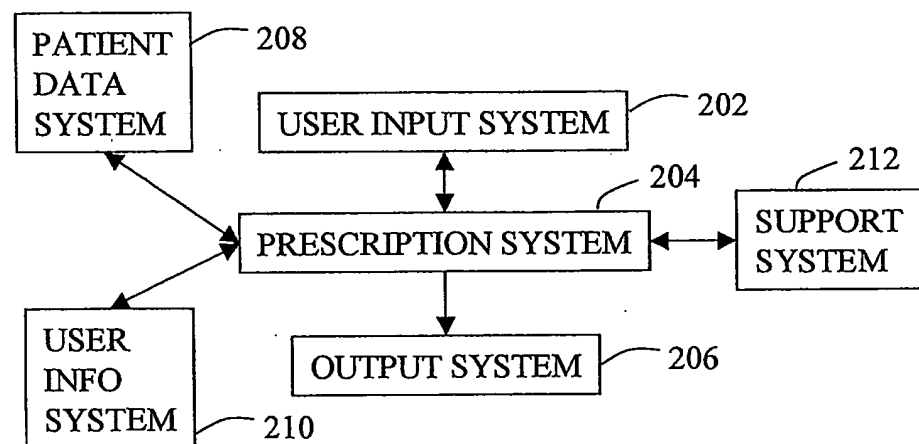 PATIENT
DATA
SYSTEM
208
USER INPUT SYSTEM
202
204
PRESCRIPTION SYSTEM
212
SUPPORT
SYSTEM
USER
INFO
SYSTEM
210
OUTPUT SYSTEM
206